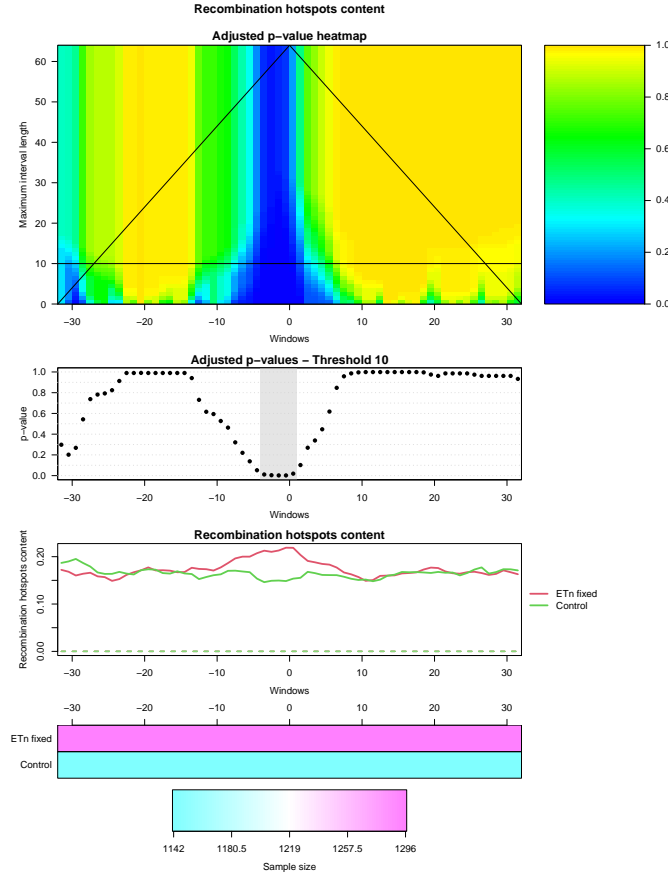 Recombination hotspots content
Adjusted p−value heatmap
Maximum interval length
0 10 20 30 40 50 60
−30 −20 −10 0 10 20 30
Windows
0.0 0.2 0.4 0.6 0.8 1.0
Adjusted p−values − Threshold 10
p−value
0.0 0.2 0.4 0.6 0.8 1.0
−30 −20 −10 0 10 20 30
Windows
Recombination hotspots content
Recombination hotspots content
0.00 0.10 0.20
−30 −20 −10 0 10 20 30
Windows
ETn fixed
Control
−30 −20 −10 0 10 20 30
ETn fixed
Control
1142 1180.5 1219 1257.5 1296
Sample size